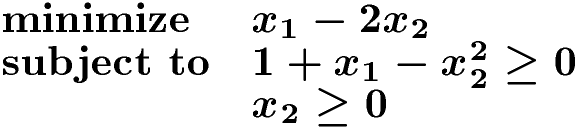 minimize x₁ − 2x₂
subject to 1 + x₁ − x₂² ≥ 0
x₂ ≥ 0